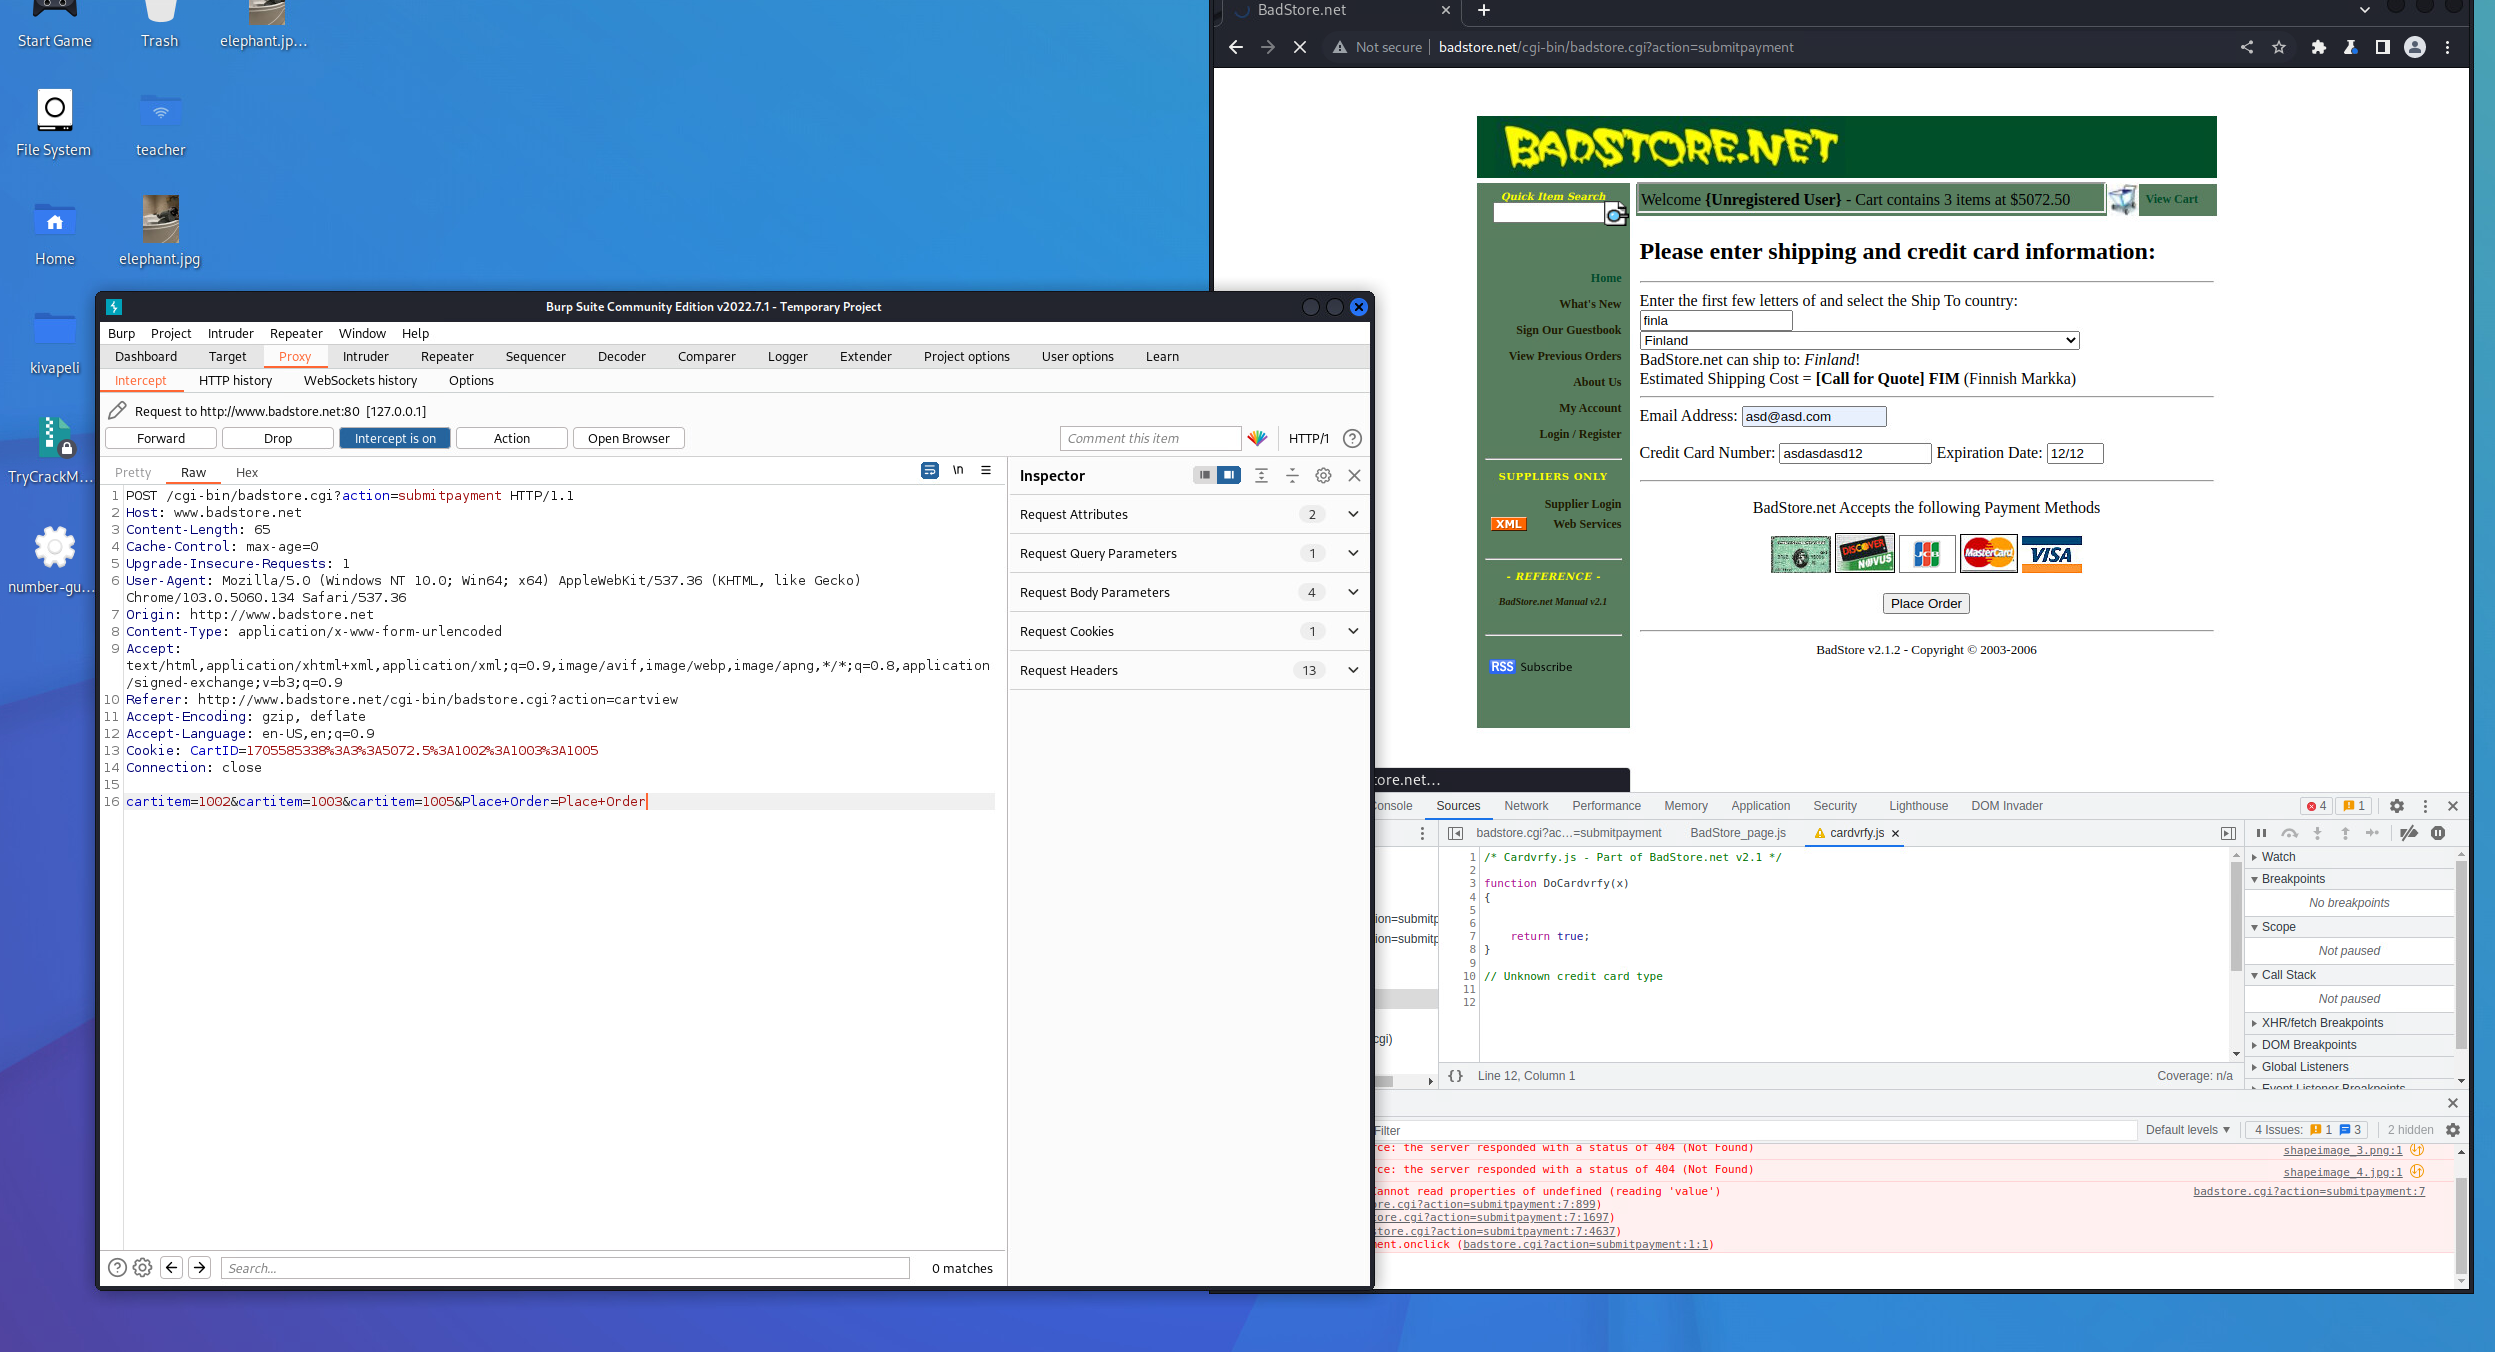 Start Game
Trash
elephant.jp...
File System
teacher
Home
elephant.jpg
kivapeli
TryCrackM...
number-gu...
Burp Suite Community Edition v2022.7.1 - Temporary Project
Burp Project Intruder Repeater Window Help
Dashboard Target Proxy Intruder Repeater Sequencer Decoder Comparer Logger Extender Project options User options Learn
Intercept HTTP history WebSockets history Options
Request to http://www.badstore.net:80 [127.0.0.1]
Forward Drop Intercept is on Action Open Browser Comment this item HTTP/1 ?
Pretty Raw Hex \n
1 POST /cgi-bin/badstore.cgi?action=submitpayment HTTP/1.1
2 Host: www.badstore.net
3 Content-Length: 65
4 Cache-Control: max-age=0
5 Upgrade-Insecure-Requests: 1
6 User-Agent: Mozilla/5.0 (Windows NT 10.0; Win64; x64) AppleWebKit/537.36 (KHTML, like Gecko)
Chrome/103.0.5060.134 Safari/537.36
7 Origin: http://www.badstore.net
8 Content-Type: application/x-www-form-urlencoded
9 Accept:
text/html,application/xhtml+xml,application/xml;q=0.9,image/avif,image/webp,image/apng,*/*;q=0.8,application
/signed-exchange;v=b3;q=0.9
10 Referer: http://www.badstore.net/cgi-bin/badstore.cgi?action=cartview
11 Accept-Encoding: gzip, deflate
12 Accept-Language: en-US,en;q=0.9
13 Cookie: CartID=1705585338%3A3%3A5072.5%3A1002%3A1003%3A1005
14 Connection: close
15
16 cartitem=1002&cartitem=1003&cartitem=1005&Place+Order=Place+Order
Inspector
Request Attributes 2
Request Query Parameters 1
Request Body Parameters 4
Request Cookies 1
Request Headers 13
? Search... 0 matches
BadStore.net
Not secure badstore.net/cgi-bin/badstore.cgi?action=submitpayment
BADSTORE.NET
Quick Item Search
Welcome {Unregistered User} - Cart contains 3 items at $5072.50 View Cart
Home
What's New
Sign Our Guestbook
View Previous Orders
About Us
My Account
Login / Register
SUPPLIERS ONLY
Supplier Login
XML Web Services
- REFERENCE -
BadStore.net Manual v2.1
RSS Subscribe
Please enter shipping and credit card information:
Enter the first few letters of and select the Ship To country:
finla
Finland
BadStore.net can ship to: Finland!
Estimated Shipping Cost = [Call for Quote] FIM (Finnish Markka)
Email Address: asd@asd.com
Credit Card Number: asdasdasd12 Expiration Date: 12/12
BadStore.net Accepts the following Payment Methods
DISCOVER NOVUS JCB MasterCard VISA
Place Order
BadStore v2.1.2 - Copyright © 2003-2006
tore.net...
onsole Sources Network Performance Memory Application Security Lighthouse DOM Invader 4 1
badstore.cgi?ac...=submitpayment BadStore_page.js cardvrfy.js
ion=submitp
ion=submitp
cgi)
1 /* Cardvrfy.js - Part of BadStore.net v2.1 */
2
3 function DoCardvrfy(x)
4 {
5
6
7 return true;
8 }
9
10 // Unknown credit card type
11
12
{} Line 12, Column 1 Coverage: n/a
Watch
Breakpoints
No breakpoints
Scope
Not paused
Call Stack
Not paused
XHR/fetch Breakpoints
DOM Breakpoints
Global Listeners
Event Listener Breakpoints
Filter Default levels 4 Issues: 1 3 2 hidden
rce: the server responded with a status of 404 (Not Found) shapeimage_3.png:1
rce: the server responded with a status of 404 (Not Found) shapeimage_4.jpg:1
Cannot read properties of undefined (reading 'value') badstore.cgi?action=submitpayment:7
ore.cgi?action=submitpayment:7:899)
tore.cgi?action=submitpayment:7:1697)
store.cgi?action=submitpayment:7:4637)
ment.onclick (badstore.cgi?action=submitpayment:1:1)